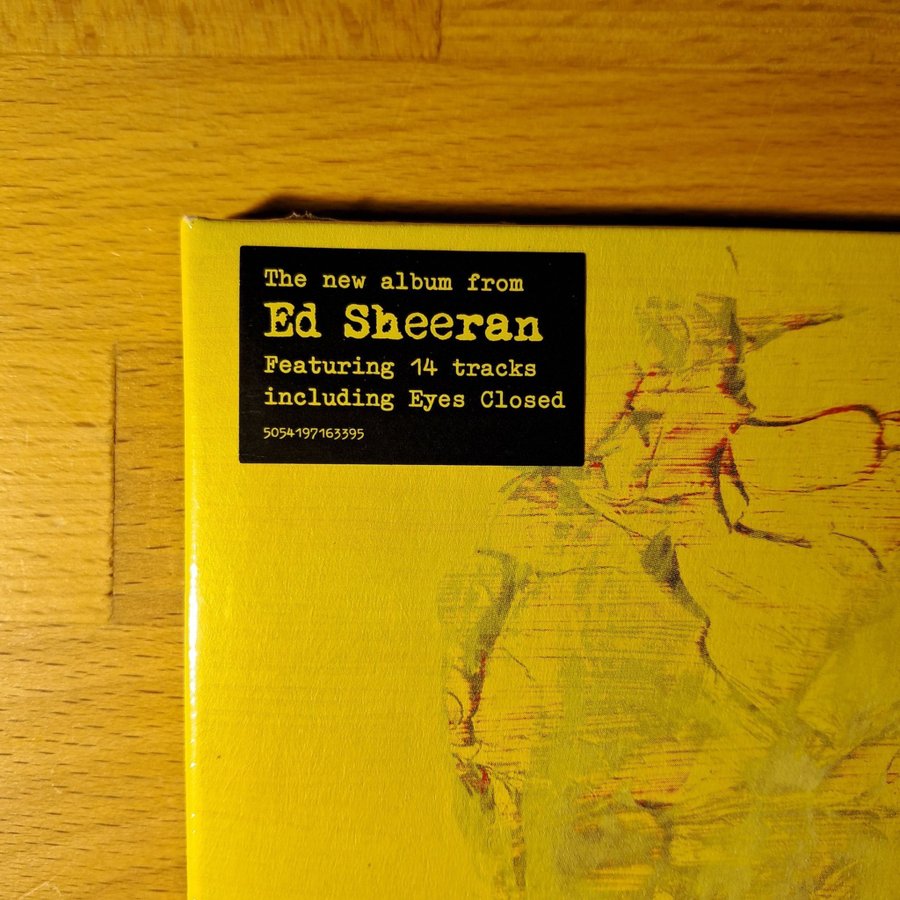 The new album from
Ed Sheeran
Featuring 14 tracks
including Eyes Closed
5054197163395